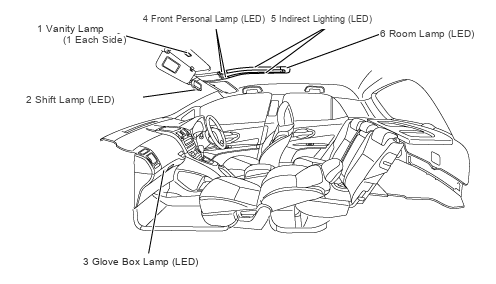 4 Front Personal Lamp (LED) 5 Indirect Lighting (LED)
1 Vanity Lamp
(1 Each Side)
6 Room Lamp (LED)
2 Shift Lamp (LED)
3 Glove Box Lamp (LED)